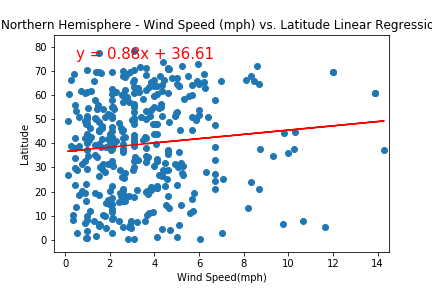 Northern Hemisphere - Wind Speed (mph) vs. Latitude Linear Regressio
y = 0.88x + 36.61
80
70
60
50
40
30
20
10
0
Latitude
0 2 4 6 8 10 12 14
Wind Speed(mph)